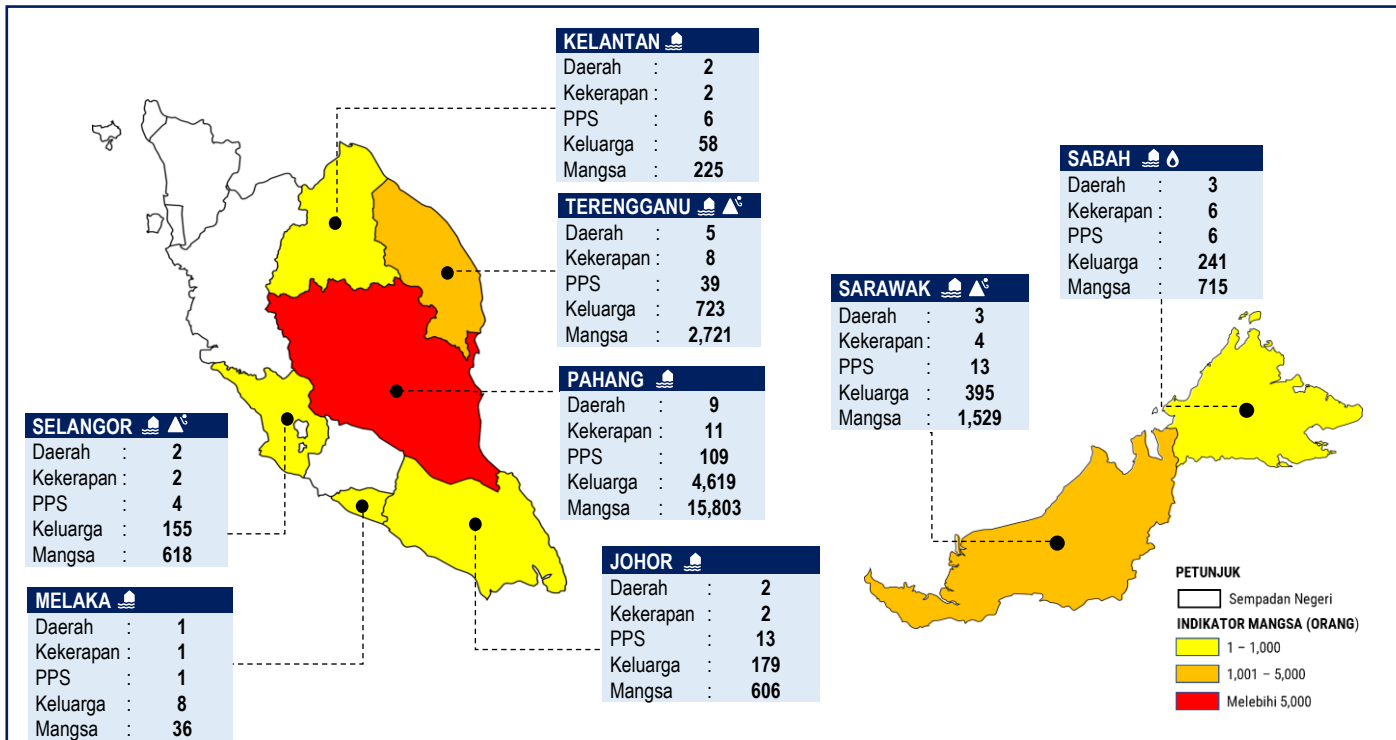 KELANTAN
Daerah : 2
Kekerapan : 2
PPS : 6
Keluarga : 58
Mangsa : 225
TERENGGANU
Daerah : 5
Kekerapan : 8
PPS : 39
Keluarga : 723
Mangsa : 2,721
PAHANG
Daerah : 9
Kekerapan : 11
PPS : 109
Keluarga : 4,619
Mangsa : 15,803
SELANGOR
Daerah : 2
Kekerapan : 2
PPS : 4
Keluarga : 155
Mangsa : 618
MELAKA
Daerah : 1
Kekerapan : 1
PPS : 1
Keluarga : 8
Mangsa : 36
JOHOR
Daerah : 2
Kekerapan : 2
PPS : 13
Keluarga : 179
Mangsa : 606
SARAWAK
Daerah : 3
Kekerapan : 4
PPS : 13
Keluarga : 395
Mangsa : 1,529
SABAH
Daerah : 3
Kekerapan : 6
PPS : 6
Keluarga : 241
Mangsa : 715
PETUNJUK
Sempadan Negeri
INDIKATOR MANGSA (ORANG)
1 – 1,000
1,001 – 5,000
Melebihi 5,000